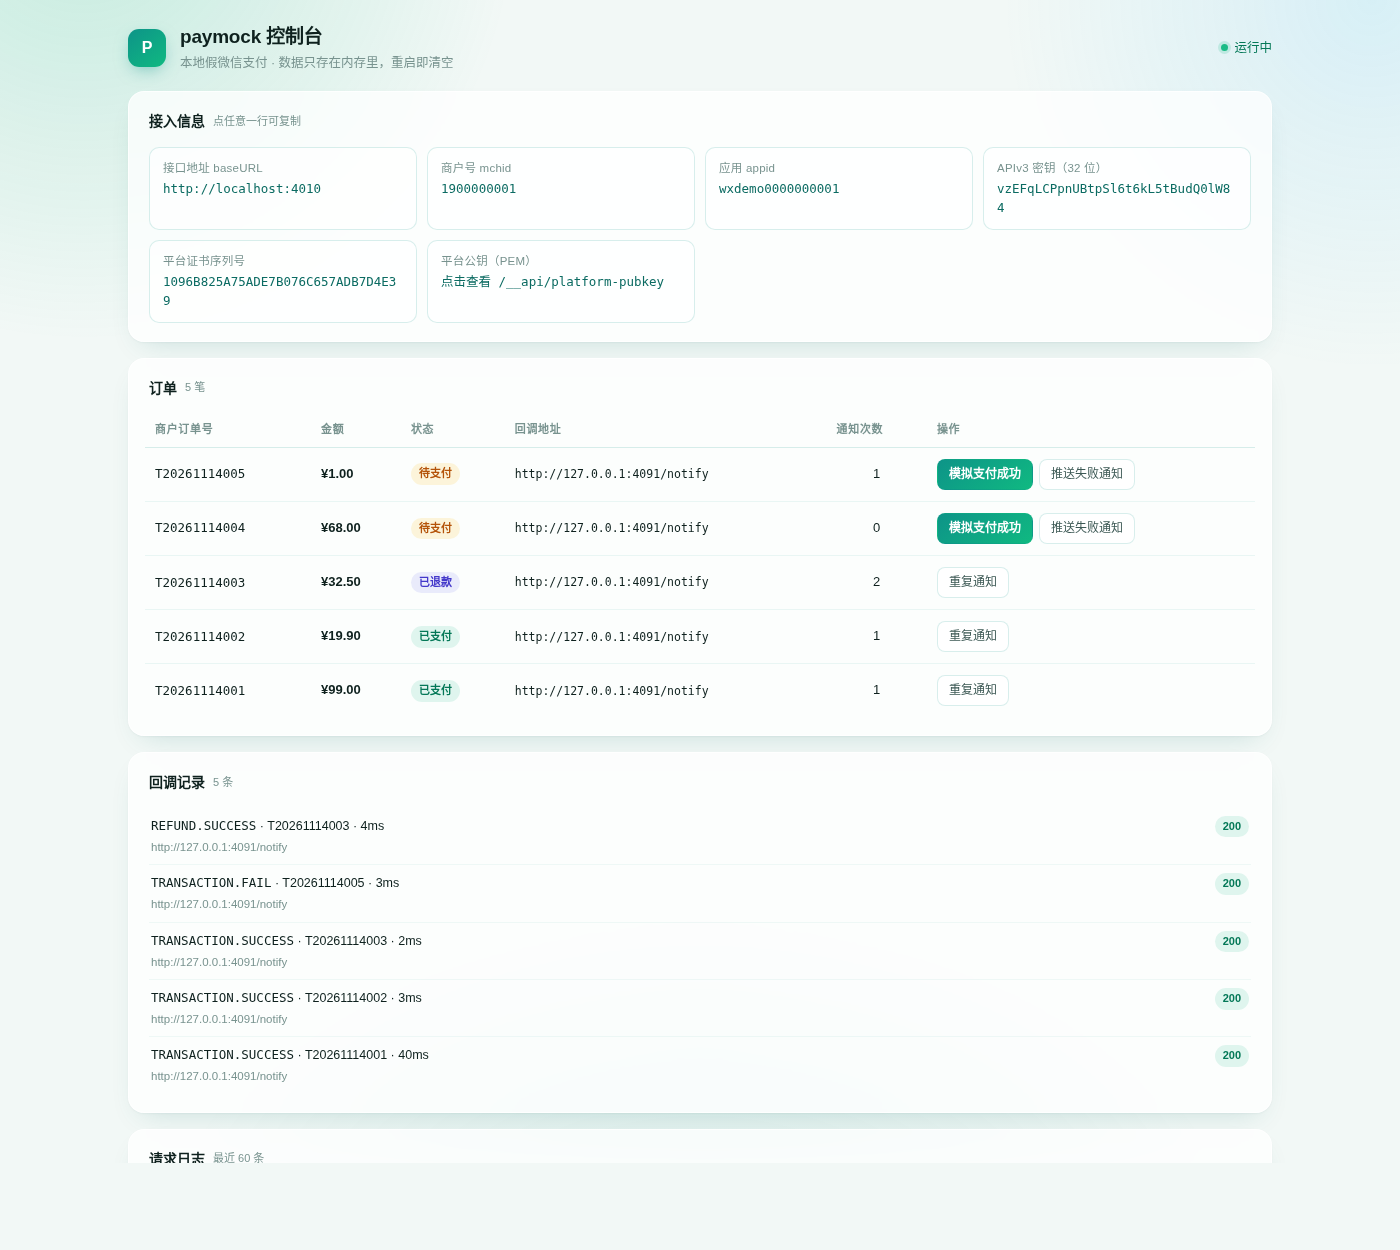 P
paymock 控制台
本地假微信支付 · 数据只存在内存里，重启即清空
运行中
接入信息 点任意一行可复制
接口地址 baseURL
http://localhost:4010
商户号 mchid
1900000001
应用 appid
wxdemo0000000001
APIv3 密钥（32 位）
vzEFqLCPpnUBtpSl6t6kL5tBudQ0lW8
4
平台证书序列号
1096B825A75ADE7B076C657ADB7D4E3
9
平台公钥（PEM）
点击查看 /__api/platform-pubkey
订单 5 笔
商户订单号 金额 状态 回调地址 通知次数 操作
T20261114005 ¥1.00 待支付 http://127.0.0.1:4091/notify 1 模拟支付成功 推送失败通知
T20261114004 ¥68.00 待支付 http://127.0.0.1:4091/notify 0 模拟支付成功 推送失败通知
T20261114003 ¥32.50 已退款 http://127.0.0.1:4091/notify 2 重复通知
T20261114002 ¥19.90 已支付 http://127.0.0.1:4091/notify 1 重复通知
T20261114001 ¥99.00 已支付 http://127.0.0.1:4091/notify 1 重复通知
回调记录 5 条
REFUND.SUCCESS · T20261114003 · 4ms 200
http://127.0.0.1:4091/notify
TRANSACTION.FAIL · T20261114005 · 3ms 200
http://127.0.0.1:4091/notify
TRANSACTION.SUCCESS · T20261114003 · 2ms 200
http://127.0.0.1:4091/notify
TRANSACTION.SUCCESS · T20261114002 · 3ms 200
http://127.0.0.1:4091/notify
TRANSACTION.SUCCESS · T20261114001 · 40ms 200
http://127.0.0.1:4091/notify
请求日志 最近 60 条